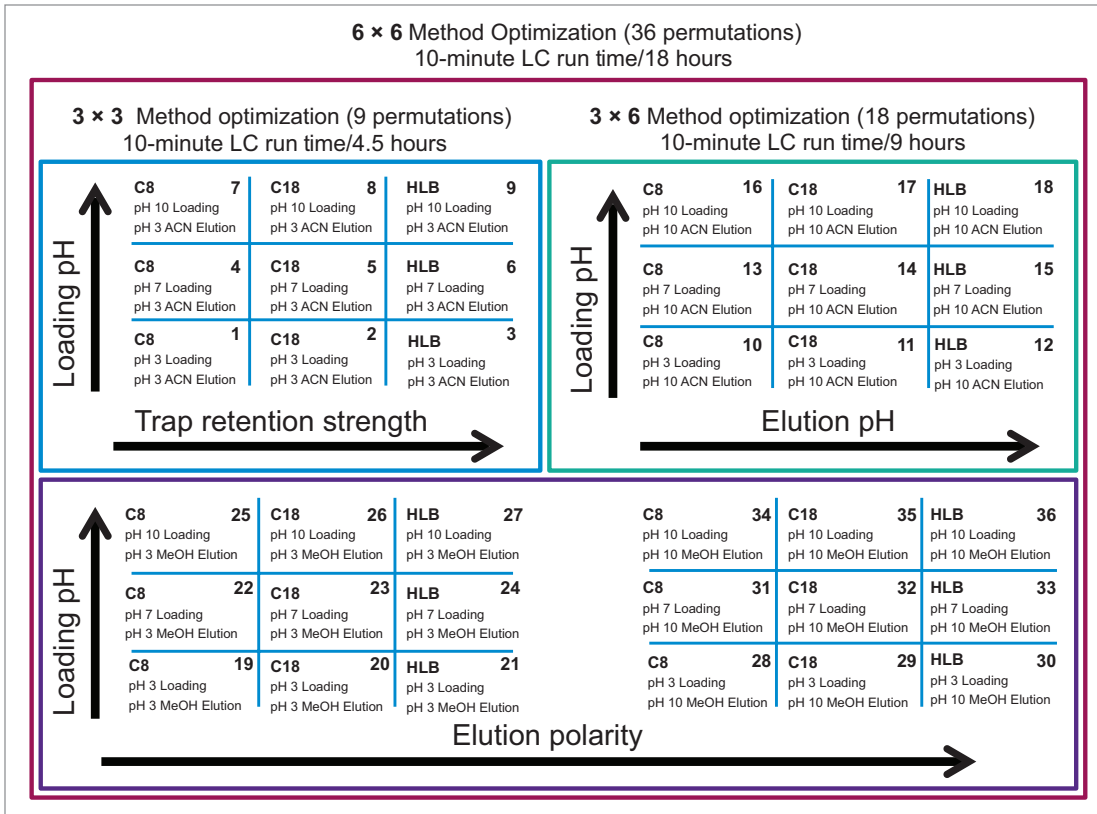 6 × 6 Method Optimization (36 permutations)
10-minute LC run time/18 hours
3 × 3 Method optimization (9 permutations)
10-minute LC run time/4.5 hours
Loading pH
C8 7
pH 10 Loading
pH 3 ACN Elution
C18 8
pH 10 Loading
pH 3 ACN Elution
HLB 9
pH 10 Loading
pH 3 ACN Elution
C8 4
pH 7 Loading
pH 3 ACN Elution
C18 5
pH 7 Loading
pH 3 ACN Elution
HLB 6
pH 7 Loading
pH 3 ACN Elution
C8 1
pH 3 Loading
pH 3 ACN Elution
C18 2
pH 3 Loading
pH 3 ACN Elution
HLB 3
pH 3 Loading
pH 3 ACN Elution
Trap retention strength
3 × 6 Method optimization (18 permutations)
10-minute LC run time/9 hours
Loading pH
C8 16
pH 10 Loading
pH 10 ACN Elution
C18 17
pH 10 Loading
pH 10 ACN Elution
HLB 18
pH 10 Loading
pH 10 ACN Elution
C8 13
pH 7 Loading
pH 10 ACN Elution
C18 14
pH 7 Loading
pH 10 ACN Elution
HLB 15
pH 7 Loading
pH 10 ACN Elution
C8 10
pH 3 Loading
pH 10 ACN Elution
C18 11
pH 3 Loading
pH 10 ACN Elution
HLB 12
pH 3 Loading
pH 10 ACN Elution
Elution pH
Loading pH
C8 25
pH 10 Loading
pH 3 MeOH Elution
C18 26
pH 10 Loading
pH 3 MeOH Elution
HLB 27
pH 10 Loading
pH 3 MeOH Elution
C8 22
pH 7 Loading
pH 3 MeOH Elution
C18 23
pH 7 Loading
pH 3 MeOH Elution
HLB 24
pH 7 Loading
pH 3 MeOH Elution
C8 19
pH 3 Loading
pH 3 MeOH Elution
C18 20
pH 3 Loading
pH 3 MeOH Elution
HLB 21
pH 3 Loading
pH 3 MeOH Elution
C8 34
pH 10 Loading
pH 10 MeOH Elution
C18 35
pH 10 Loading
pH 10 MeOH Elution
HLB 36
pH 10 Loading
pH 10 MeOH Elution
C8 31
pH 7 Loading
pH 10 MeOH Elution
C18 32
pH 7 Loading
pH 10 MeOH Elution
HLB 33
pH 7 Loading
pH 10 MeOH Elution
C8 28
pH 3 Loading
pH 10 MeOH Elution
C18 29
pH 3 Loading
pH 10 MeOH Elution
HLB 30
pH 3 Loading
pH 10 MeOH Elution
Elution polarity